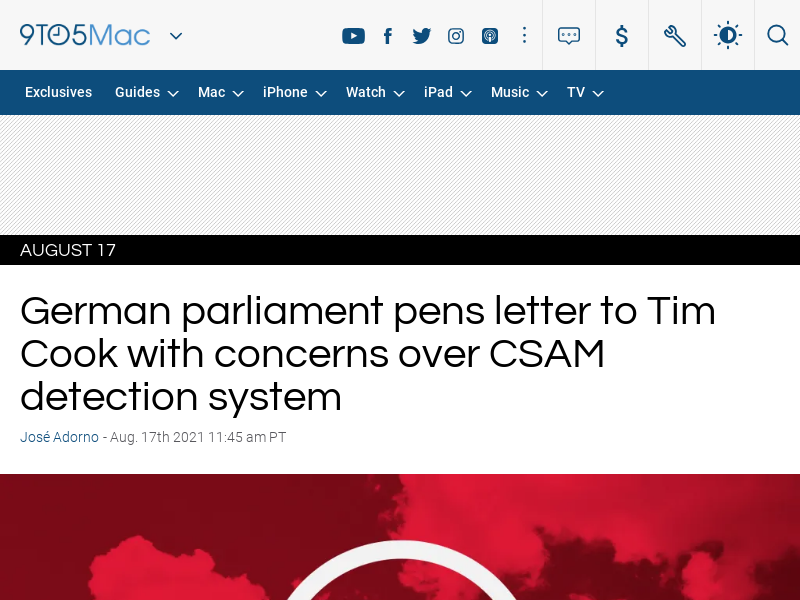 9TO5Mac
Exclusives Guides Mac iPhone Watch iPad Music TV
AUGUST 17
German parliament pens letter to Tim
Cook with concerns over CSAM
detection system
José Adorno - Aug. 17th 2021 11:45 am PT